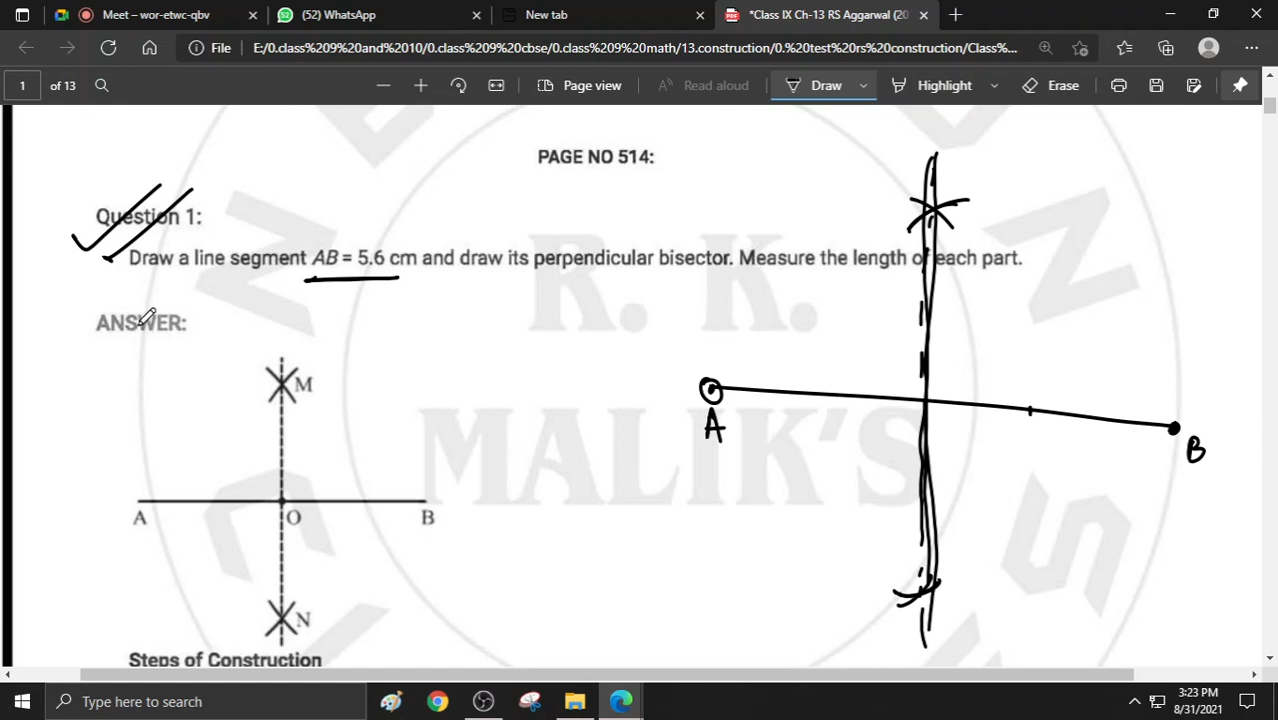 Meet – wor-etwc-qbv
(52) WhatsApp
New tab
*Class IX Ch-13 RS Aggarwal (20
File
E:/0.class%209%20and%2010/0.class%209%20cbse/0.class%209%20math/13.construction/0.%20test%20rs%20construction/Class%...
1 of 13
Page view
Read aloud
Draw
Highlight
Erase
PAGE NO 514:
Question 1:
Draw a line segment AB = 5.6 cm and draw its perpendicular bisector. Measure the length of each part.
ANSWER:
R. K.
MALIK'S
M
A
O
B
N
A
B
Steps of Construction
Type here to search
3:23 PM
8/31/2021